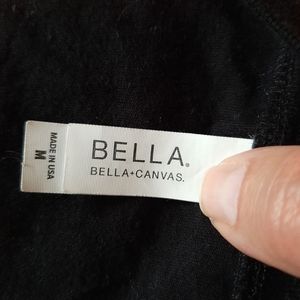 BELLA.
BELLA+CANVAS.
MADE IN USA
M